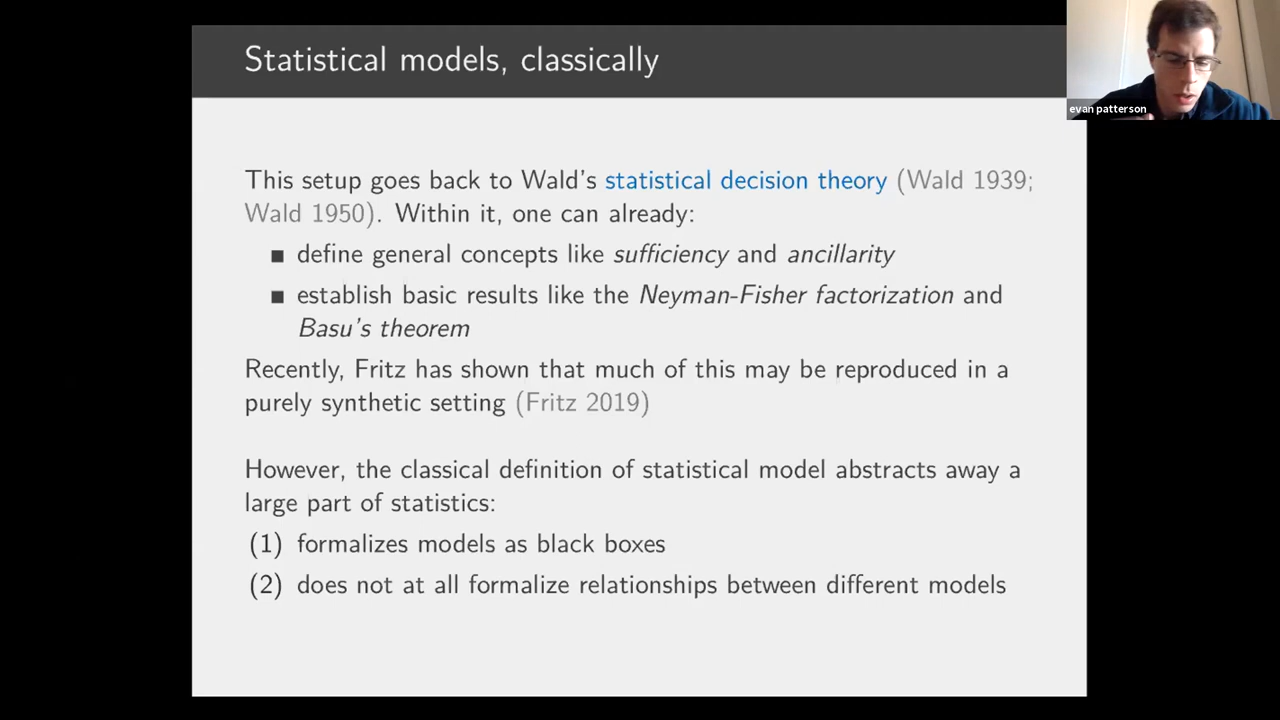 Statistical models, classically
evan patterson
This setup goes back to Wald's statistical decision theory (Wald 1939;
Wald 1950). Within it, one can already:
■ define general concepts like sufficiency and ancillarity
■ establish basic results like the Neyman-Fisher factorization and
Basu's theorem
Recently, Fritz has shown that much of this may be reproduced in a
purely synthetic setting (Fritz 2019)
However, the classical definition of statistical model abstracts away a
large part of statistics:
(1) formalizes models as black boxes
(2) does not at all formalize relationships between different models